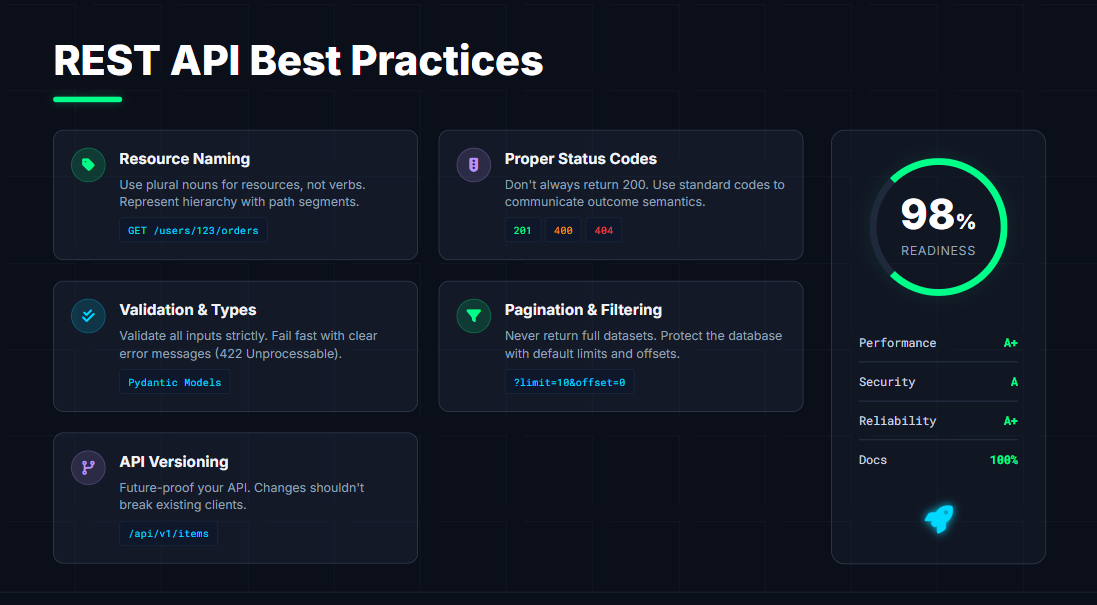 REST API Best Practices
Resource Naming
Use plural nouns for resources, not verbs.
Represent hierarchy with path segments.
GET /users/123/orders
Proper Status Codes
Don't always return 200. Use standard codes to
communicate outcome semantics.
201 400 404
Validation & Types
Validate all inputs strictly. Fail fast with clear
error messages (422 Unprocessable).
Pydantic Models
Pagination & Filtering
Never return full datasets. Protect the database
with default limits and offsets.
?limit=10&offset=0
API Versioning
Future-proof your API. Changes shouldn't
break existing clients.
/api/v1/items
98%
READINESS
Performance A+
Security A
Reliability A+
Docs 100%